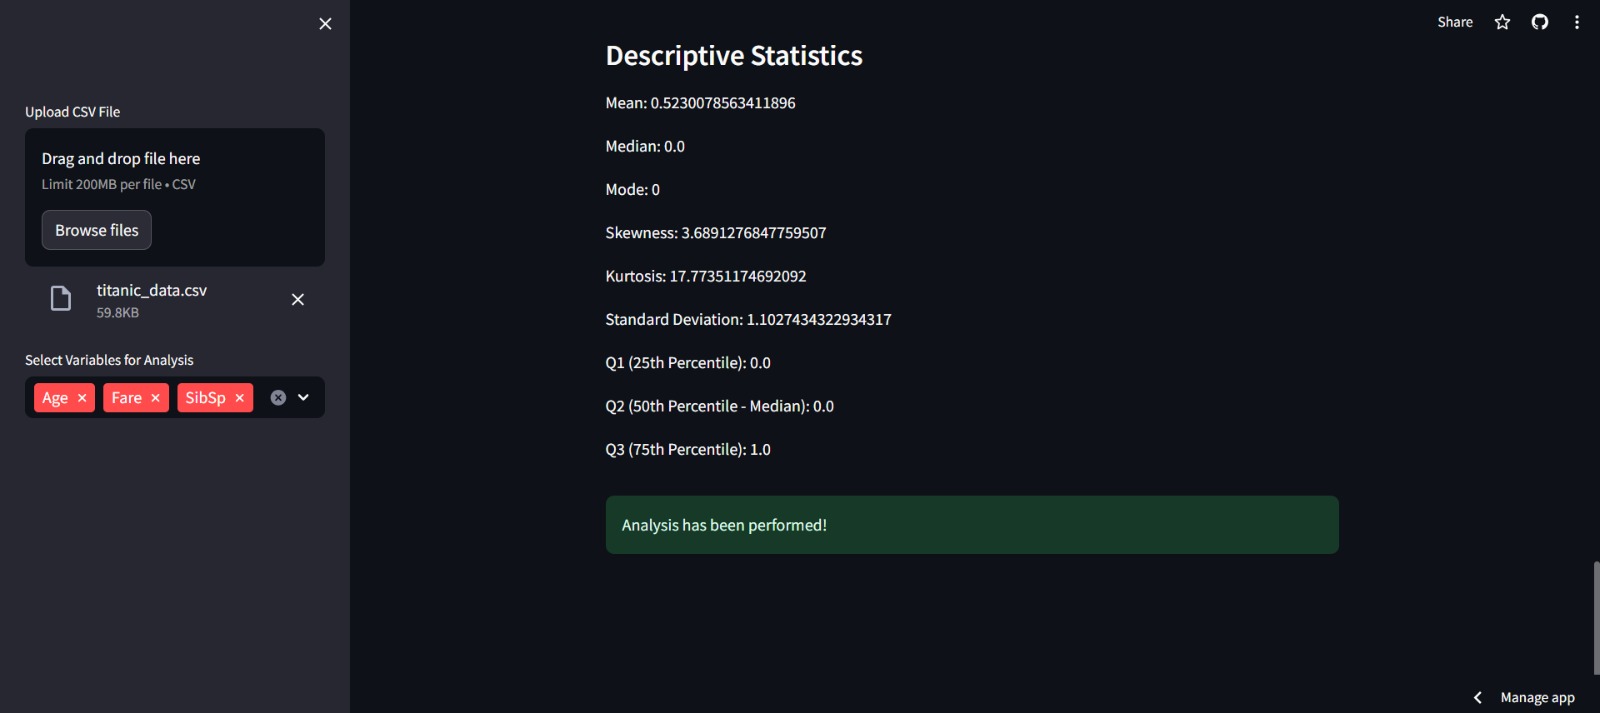 Upload CSV File
Drag and drop file here
Limit 200MB per file • CSV
Browse files
titanic_data.csv
59.8KB
Select Variables for Analysis
Age
Fare
SibSp
Share
Descriptive Statistics
Mean: 0.5230078563411896
Median: 0.0
Mode: 0
Skewness: 3.6891276847759507
Kurtosis: 17.77351174692092
Standard Deviation: 1.1027434322934317
Q1 (25th Percentile): 0.0
Q2 (50th Percentile - Median): 0.0
Q3 (75th Percentile): 1.0
Analysis has been performed!
Manage app